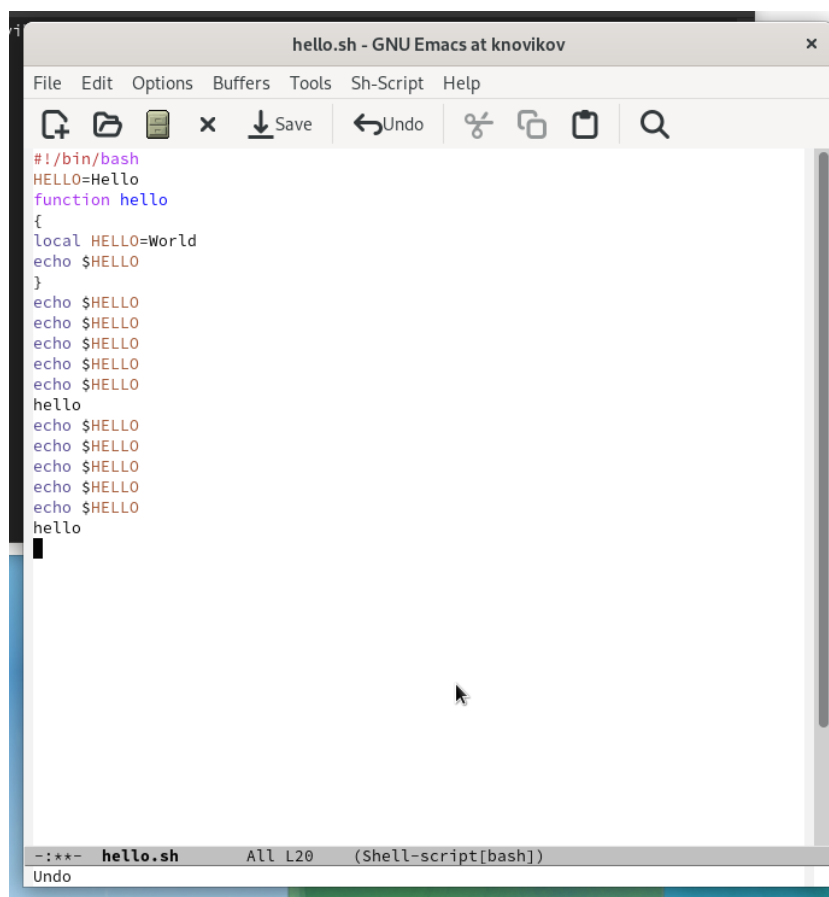 hello.sh - GNU Emacs at knovikov
File Edit Options Buffers Tools Sh-Script Help
Save Undo
#!/bin/bash
HELLO=Hello
function hello
{
local HELLO=World
echo $HELLO
}
echo $HELLO
echo $HELLO
echo $HELLO
echo $HELLO
echo $HELLO
hello
echo $HELLO
echo $HELLO
echo $HELLO
echo $HELLO
echo $HELLO
hello
-:**- hello.sh All L20 (Shell-script[bash])
Undo